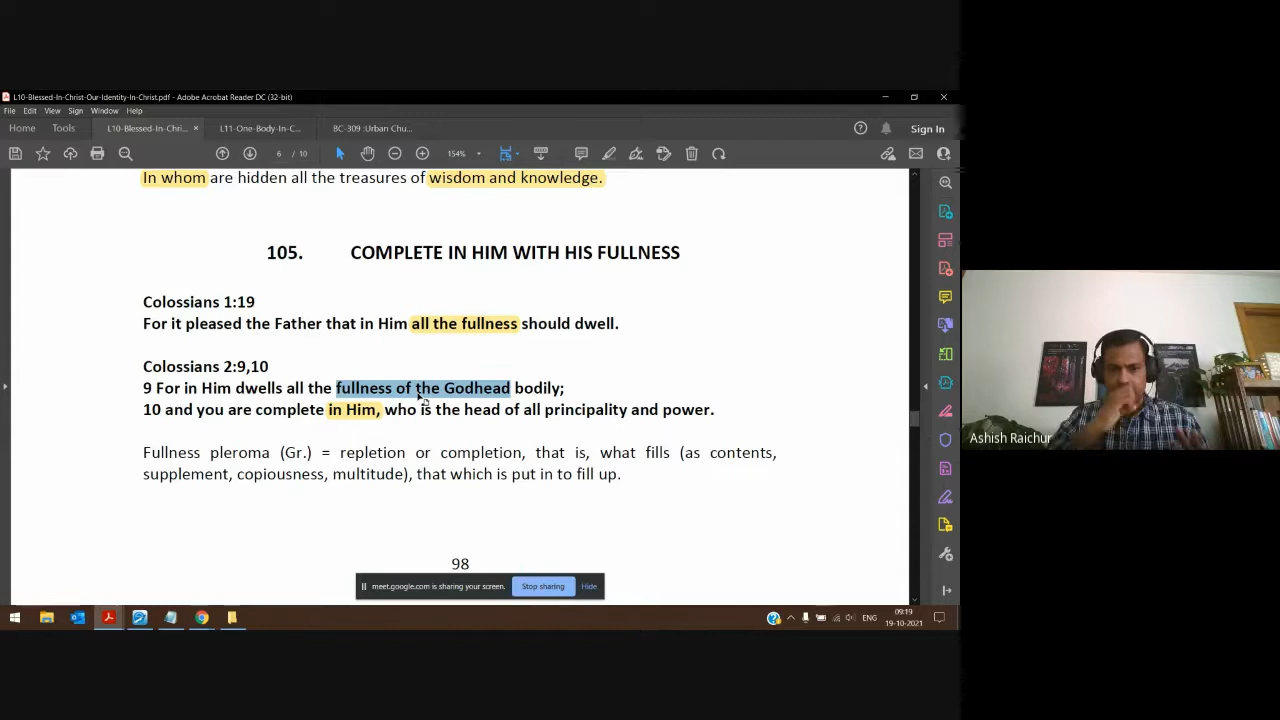 L10-Blessed-In-Christ-Our-Identity-In-Christ.pdf - Adobe Acrobat Reader DC (32-bit)
File Edit View Sign Window Help
Home Tools L10-Blessed-In-Chri... × L11-One-Body-In-C... BC-309 :Urban Chu... Sign In
6 / 10 154%
In whom are hidden all the treasures of wisdom and knowledge.
105. COMPLETE IN HIM WITH HIS FULLNESS
Colossians 1:19
For it pleased the Father that in Him all the fullness should dwell.
Colossians 2:9,10
9 For in Him dwells all the fullness of the Godhead bodily;
10 and you are complete in Him, who is the head of all principality and power.
Fullness pleroma (Gr.) = repletion or completion, that is, what fills (as contents,
supplement, copiousness, multitude), that which is put in to fill up.
98
meet.google.com is sharing your screen. Stop sharing Hide
Ashish Raichur
ENG 09:19
19-10-2021